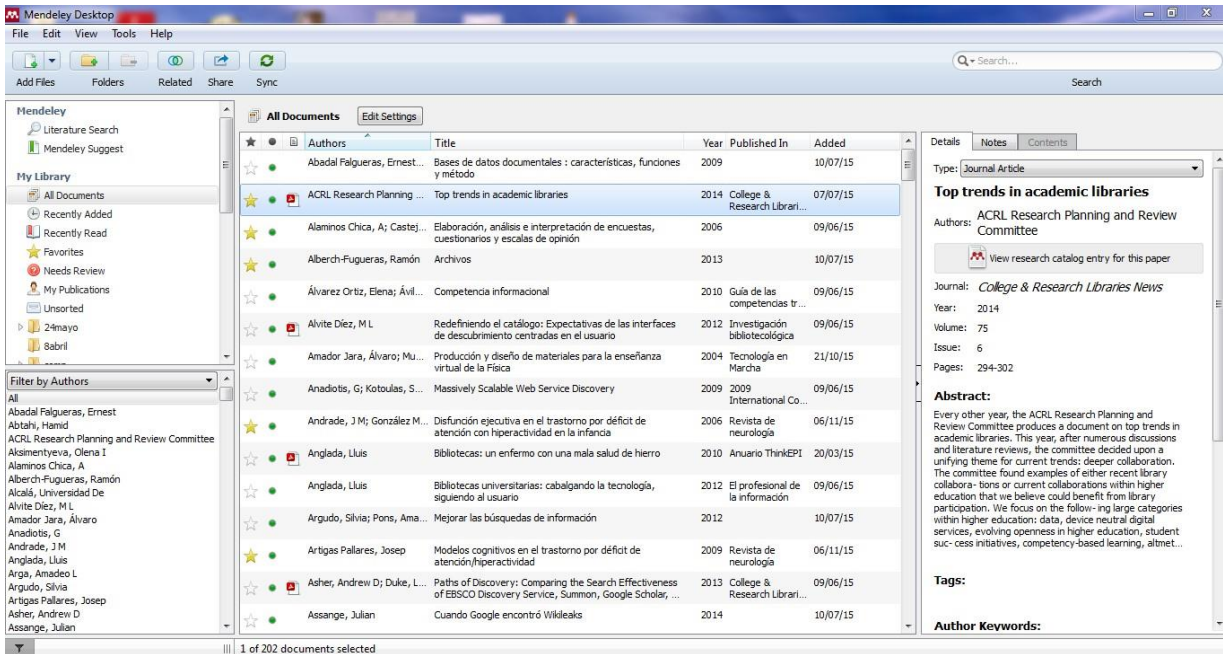 Mendeley Desktop
File Edit View Tools Help
Add Files Folders Related Share Sync
Search...
Search
Mendeley
Literature Search
Mendeley Suggest
My Library
All Documents
Recently Added
Recently Read
Favorites
Needs Review
My Publications
Unsorted
24mayo
8abril
Filter by Authors
All
Abadal Falgueras, Ernest
Abtahi, Hamid
ACRL Research Planning and Review Committee
Aksimentyeva, Olena I
Alaminos Chica, A
Alberch-Fugueras, Ramón
Alcalá, Universidad De
Alvite Díez, M L
Amador Jara, Álvaro
Anadiotis, G
Andrade, J M
Anglada, Lluis
Arga, Amadeo L
Argudo, Silvia
Artigas Pallares, Josep
Asher, Andrew D
Assange, Julian
All Documents Edit Settings
Authors Title Year Published In Added
Abadal Falgueras, Ernest... Bases de datos documentales : características, funciones 2009 10/07/15
y método
ACRL Research Planning ... Top trends in academic libraries 2014 College & 07/07/15
Research Librari...
Alaminos Chica, A; Castej... Elaboración, análisis e interpretación de encuestas, 2006 09/06/15
cuestionarios y escalas de opinión
Alberch-Fugueras, Ramón Archivos 2013 10/07/15
Álvarez Ortiz, Elena; Ávil... Competencia informacional 2010 Guía de las 09/06/15
competencias tr...
Alvite Díez, M L Redefiniendo el catálogo: Expectativas de las interfaces 2012 Investigación 09/06/15
de descubrimiento centradas en el usuario bibliotecológica
Amador Jara, Álvaro; Mu... Producción y diseño de materiales para la enseñanza 2004 Tecnología en 21/10/15
virtual de la Física Marcha
Anadiotis, G; Kotoulas, S... Massively Scalable Web Service Discovery 2009 2009 09/06/15
International Co...
Andrade, J M; González M... Disfunción ejecutiva en el trastorno por déficit de 2006 Revista de 06/11/15
atención con hiperactividad en la infancia neurología
Anglada, Lluis Bibliotecas: un enfermo con una mala salud de hierro 2010 Anuario ThinkEPI 20/03/15
Anglada, Lluis Bibliotecas universitarias: cabalgando la tecnología, 2012 El profesional de 09/06/15
siguiendo al usuario la información
Argudo, Silvia; Pons, Ama... Mejorar las búsquedas de información 2012 10/07/15
Artigas Pallares, Josep Modelos cognitivos en el trastorno por déficit de 2009 Revista de 06/11/15
atención/hiperactividad neurología
Asher, Andrew D; Duke, L... Paths of Discovery: Comparing the Search Effectiveness 2013 College & 09/06/15
of EBSCO Discovery Service, Summon, Google Scholar, ... Research Librari...
Assange, Julian Cuando Google encontró Wikileaks 2014 10/07/15
Details Notes Contents
Type: Journal Article
Top trends in academic libraries
Authors: ACRL Research Planning and Review
Committee
View research catalog entry for this paper
Journal: College & Research Libraries News
Year: 2014
Volume: 75
Issue: 6
Pages: 294-302
Abstract:
Every other year, the ACRL Research Planning and
Review Committee produces a document on top trends in
academic libraries. This year, after numerous discussions
and literature reviews, the committee decided upon a
unifying theme for current trends: deeper collaboration.
The committee found examples of either recent library
collabora- tions or current collaborations within higher
education that we believe could benefit from library
participation. We focus on the follow- ing large categories
within higher education: data, device neutral digital
services, evolving openness in higher education, student
suc- cess initiatives, competency-based learning, altmet...
Tags:
Author Keywords:
1 of 202 documents selected